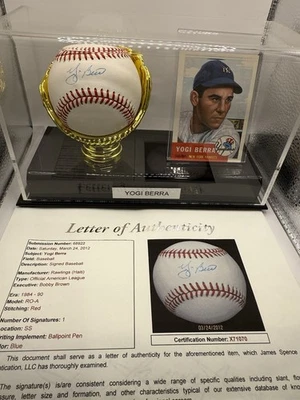 Yogi Berra
YOGI BERRA
NEW YORK YANKEES
YOGI BERRA
Letter of Authenticity
Submission Number: 69922
Date: Saturday, March 24, 2012
Subject: Yogi Berra
Field: Baseball
Description: Signed Baseball
Manufacturer: Rawlings (Haiti)
Type: Official American League
Executive: Bobby Brown
Era: 1984 - 90
Model: RO-A
Stitching: Red
Number of Signatures: 1
Location: SS
Writing Implement: Ballpoint Pen
Color: Blue
Yogi Berra
03/24/2012
Certification Number: X71070
This document shall serve as a letter of authenticity for the aforementioned item, which James Spence
ntication, LLC has thoroughly examined.
The signature(s) is/are consistent considering a wide range of specific qualities including slant, flow
ssure, letter size and formation, and other characteristics typical of our extensive database of known